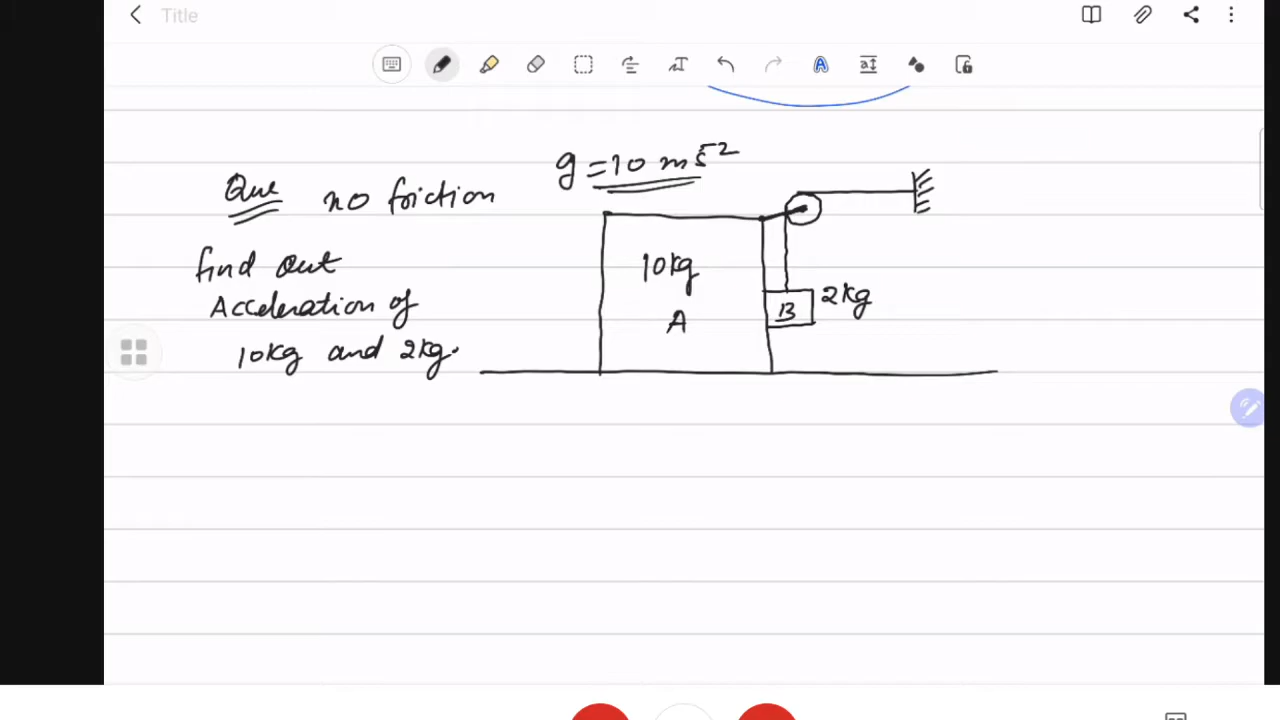 Title
Que no friction g = 10 ms-2
find out
Acceleration of
10kg and 2kg.
10kg
A
B 2kg